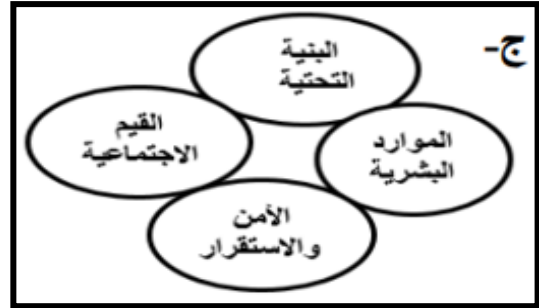 ج-
البنية
التحتية
الموارد
البشرية
القيم
الاجتماعية
الأمن
والاستقرار